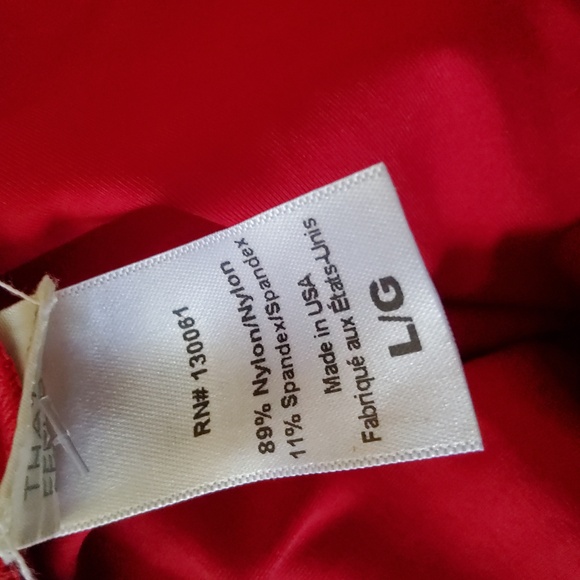 RN# 130061
89% Nylon/Nylon
11% Spandex/Spandex
Made in USA
Fabriqué aux États-Unis
L/G